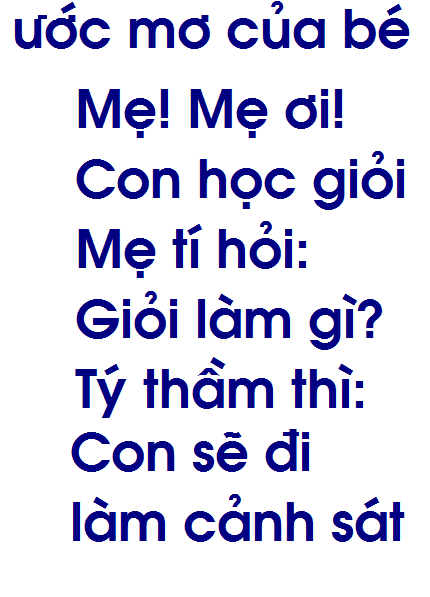 ước mơ của bé
Mẹ! Mẹ ơi!
Con học giỏi
Mẹ tí hỏi:
Giỏi làm gì?
Tý thầm thì:
Con sẽ đi
làm cảnh sát